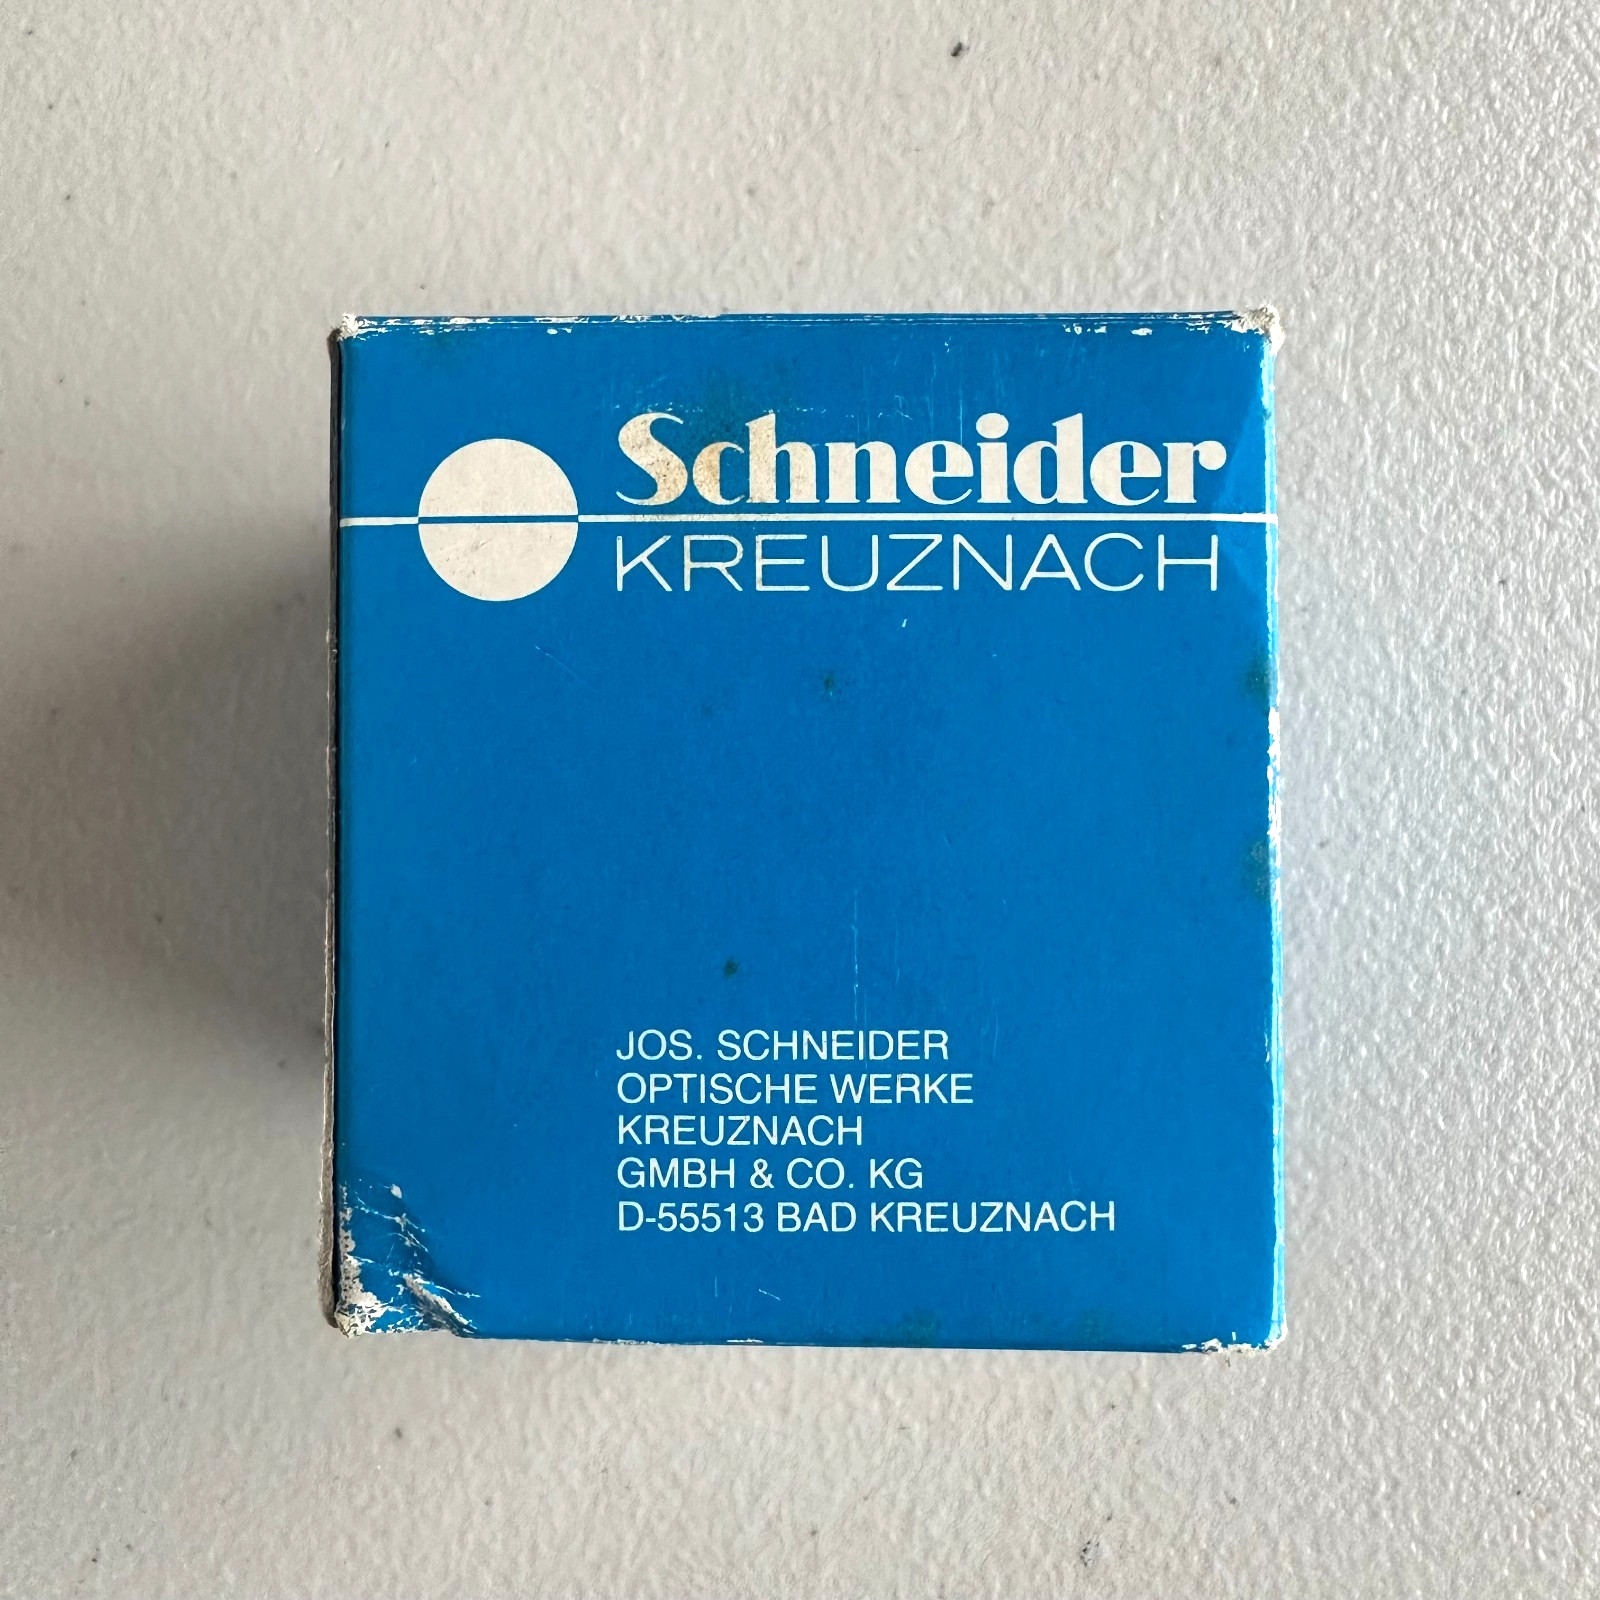 Schneider
KREUZNACH
JOS. SCHNEIDER
OPTISCHE WERKE
KREUZNACH
GMBH & CO. KG
D-55513 BAD KREUZNACH